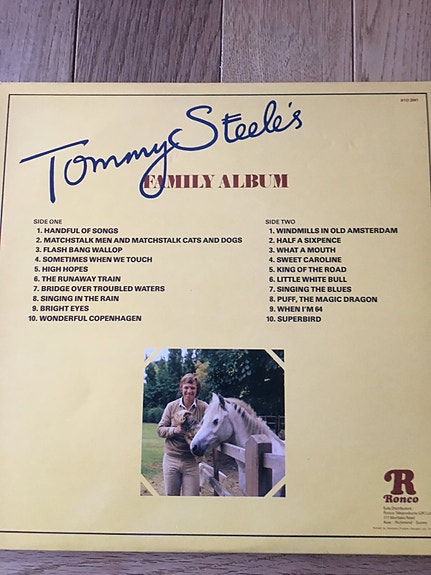 Tommy Steele's
FAMILY ALBUM
SIDE ONE
1. HANDFUL OF SONGS
2. MATCHSTALK MEN AND MATCHSTALK CATS AND DOGS
3. FLASH BANG WALLOP
4. SOMETIMES WHEN WE TOUCH
5. HIGH HOPES
6. THE RUNAWAY TRAIN
7. BRIDGE OVER TROUBLED WATERS
8. SINGING IN THE RAIN
9. BRIGHT EYES
10. WONDERFUL COPENHAGEN
SIDE TWO
1. WINDMILLS IN OLD AMSTERDAM
2. HALF A SIXPENCE
3. WHAT A MOUTH
4. SWEET CAROLINE
5. KING OF THE ROAD
6. LITTLE WHITE BULL
7. SINGING THE BLUES
8. PUFF, THE MAGIC DRAGON
9. WHEN I'M 64
10. SUPERBIRD
R
Ronco